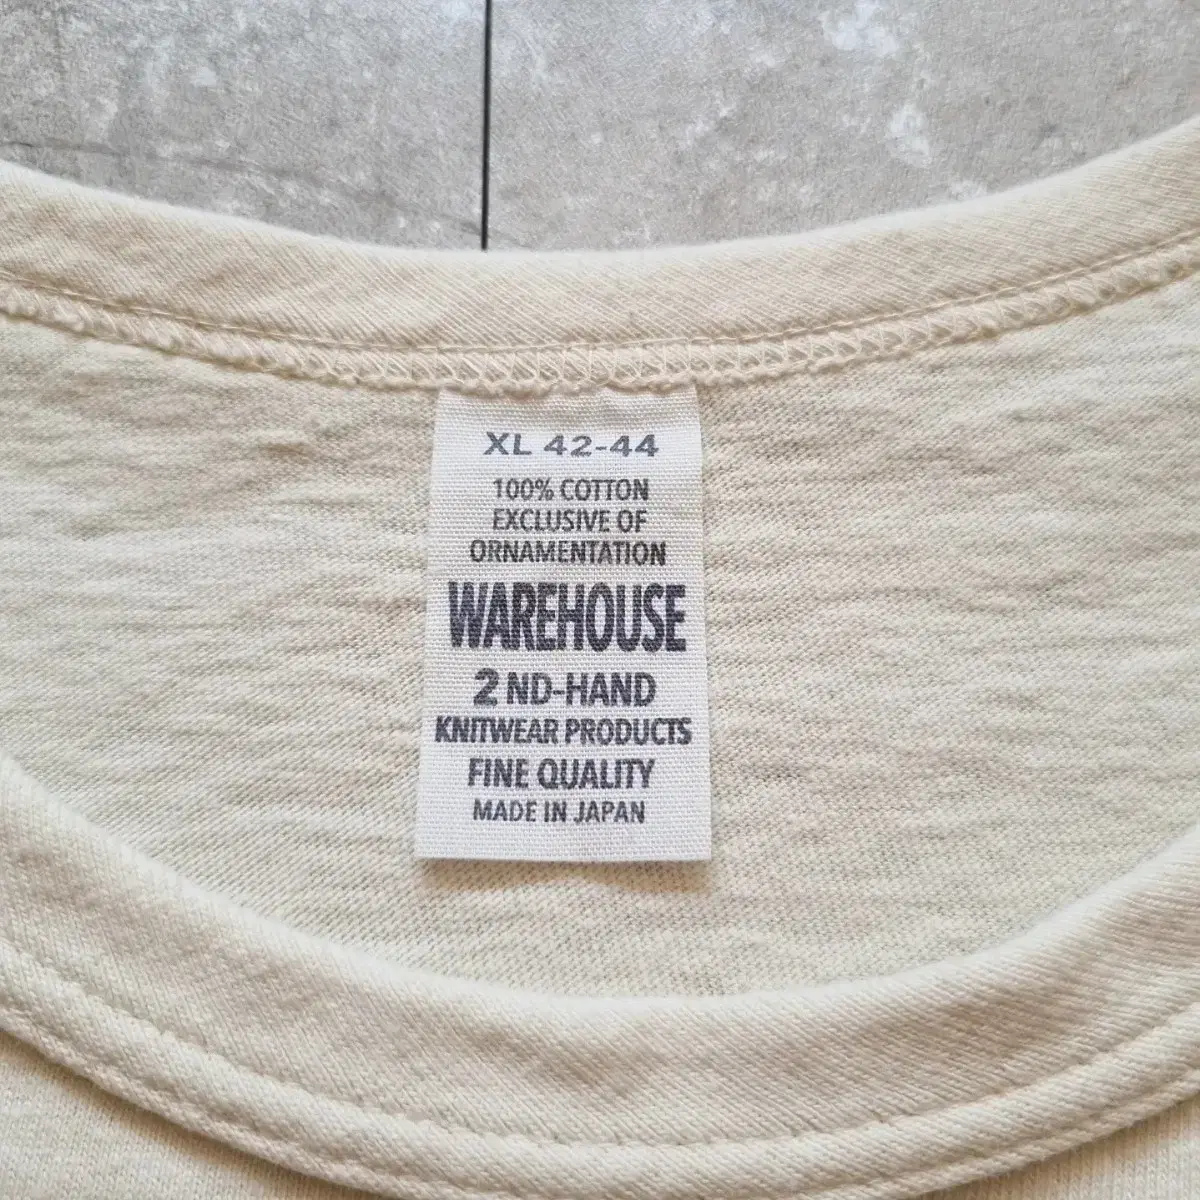 XL 42-44
100% COTTON
EXCLUSIVE OF
ORNAMENTATION
WAREHOUSE
2 ND-HAND
KNITWEAR PRODUCTS
FINE QUALITY
MADE IN JAPAN